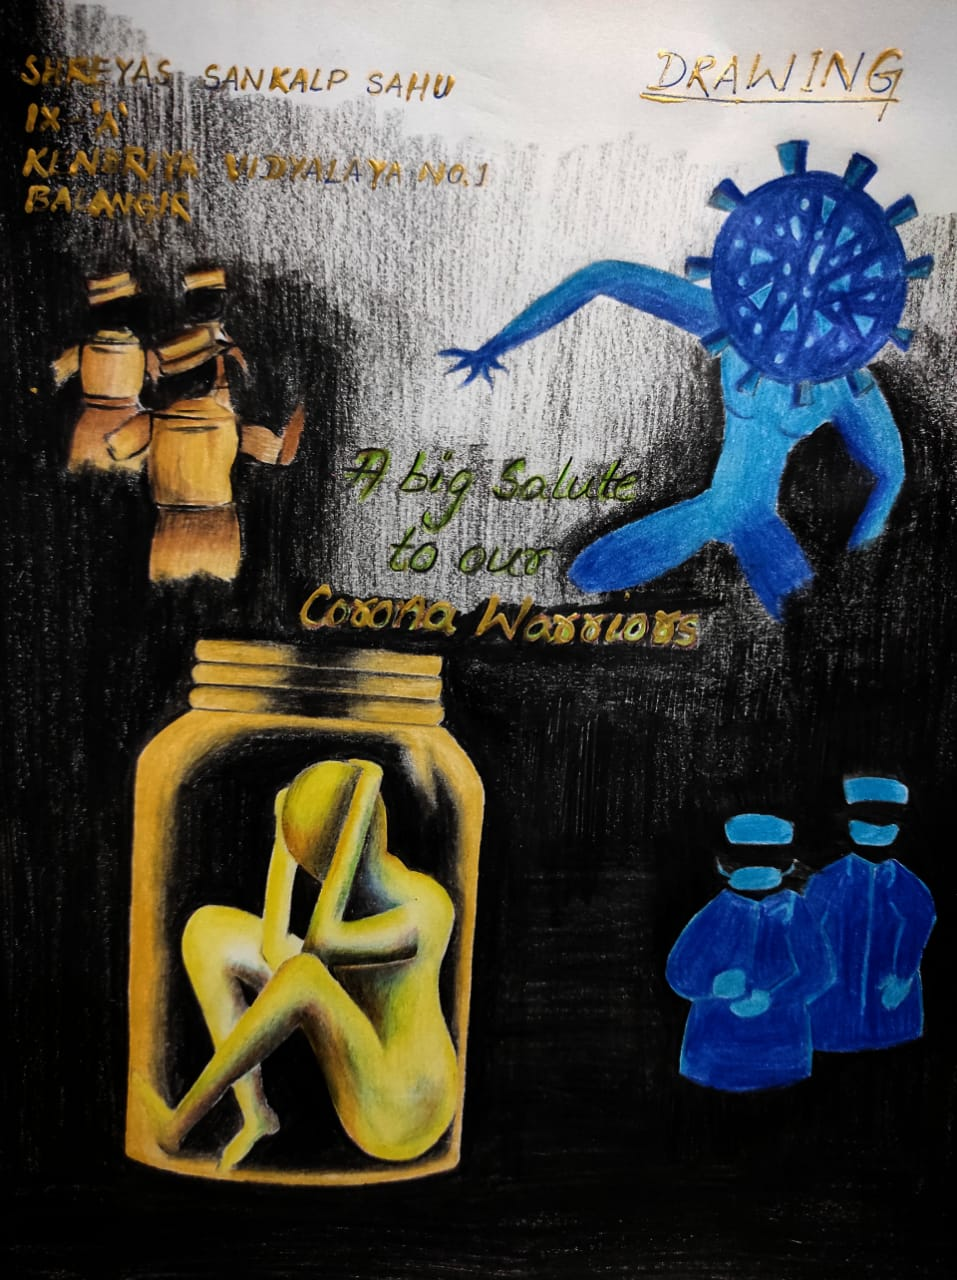 SHREYAS SANKALP SAHU
IX - 'A'
KENDRIYA VIDYALAYA NO.1
BALANGIR
DRAWING
A big Salute
to our
Corona Warriors